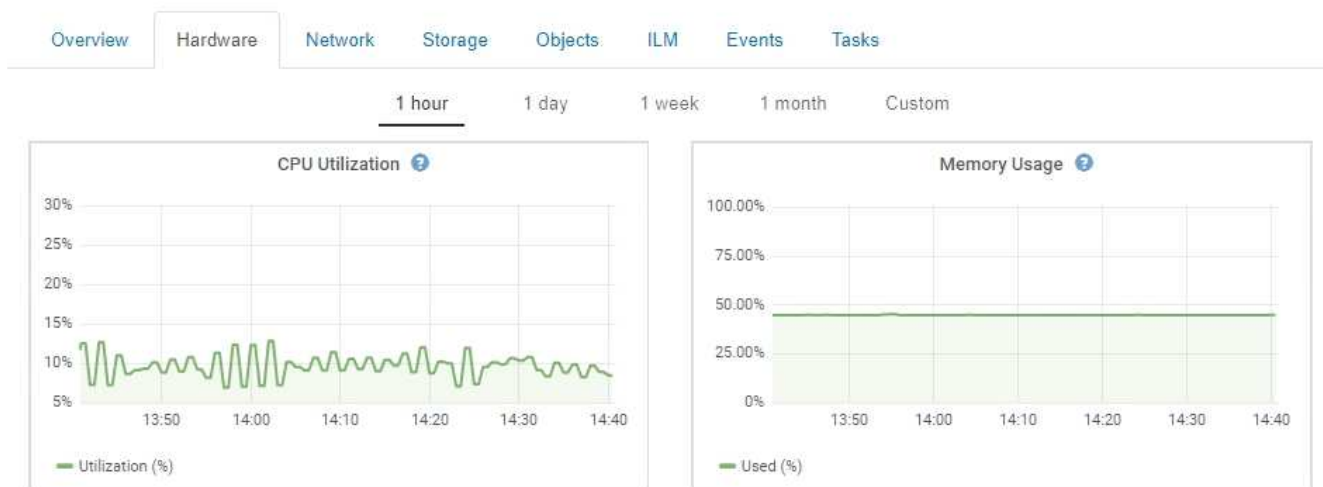 Overview Hardware Network Storage Objects ILM Events Tasks
1 hour 1 day 1 week 1 month Custom
CPU Utilization ?
30%
25%
20%
15%
10%
5%
13:50 14:00 14:10 14:20 14:30 14:40
Utilization (%)
Memory Usage ?
100.00%
75.00%
50.00%
25.00%
0%
13:50 14:00 14:10 14:20 14:30 14:40
Used (%)